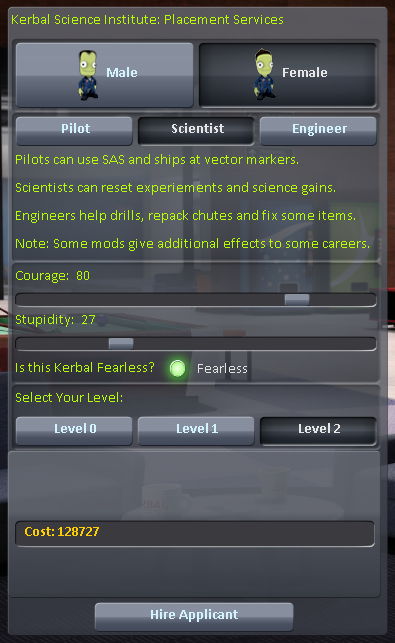 Kerbal Science Institute: Placement Services
Male
Female
Pilot
Scientist
Engineer
Pilots can use SAS and ships at vector markers.
Scientists can reset experiements and science gains.
Engineers help drills, repack chutes and fix some items.
Note: Some mods give additional effects to some careers.
Courage: 80
Stupidity: 27
Is this Kerbal Fearless? Fearless
Select Your Level:
Level 0
Level 1
Level 2
Cost: 128727
Hire Applicant